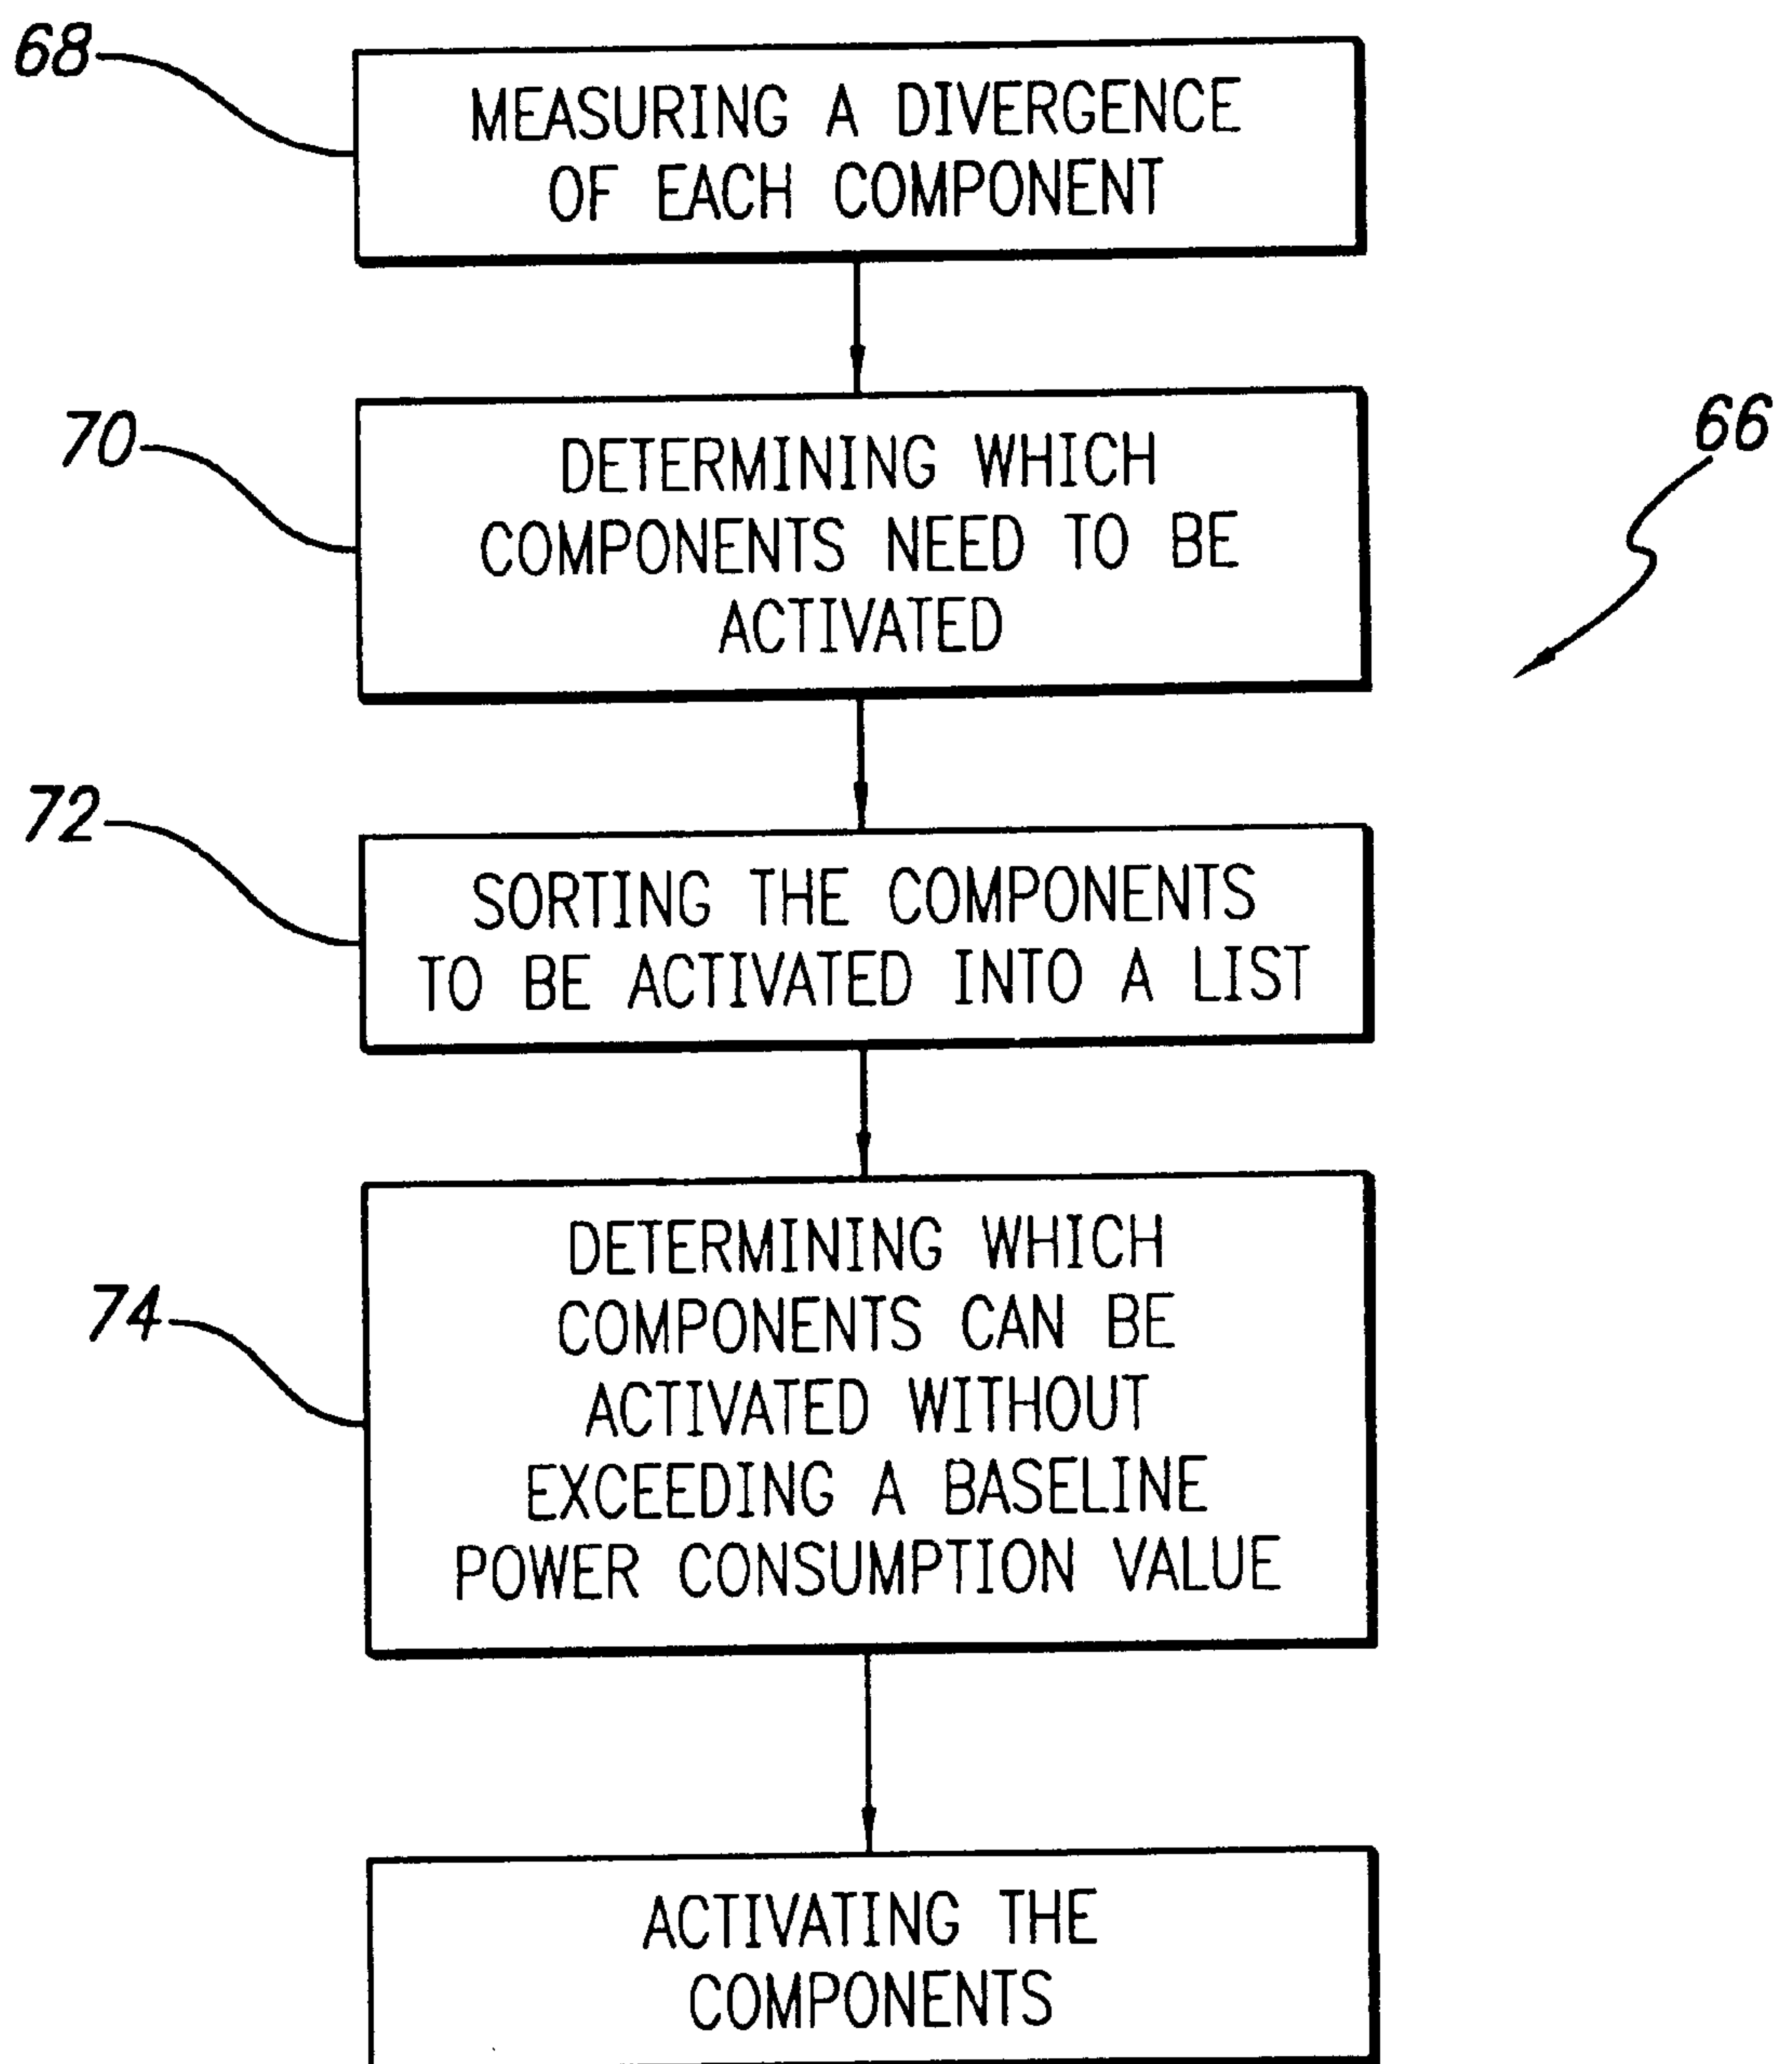 68
MEASURING A DIVERGENCE
OF EACH COMPONENT
70
DETERMINING WHICH
COMPONENTS NEED TO BE
ACTIVATED
66
72
SORTING THE COMPONENTS
TO BE ACTIVATED INTO A LIST
74
DETERMINING WHICH
COMPONENTS CAN BE
ACTIVATED WITHOUT
EXCEEDING A BASELINE
POWER CONSUMPTION VALUE
ACTIVATING THE
COMPONENTS